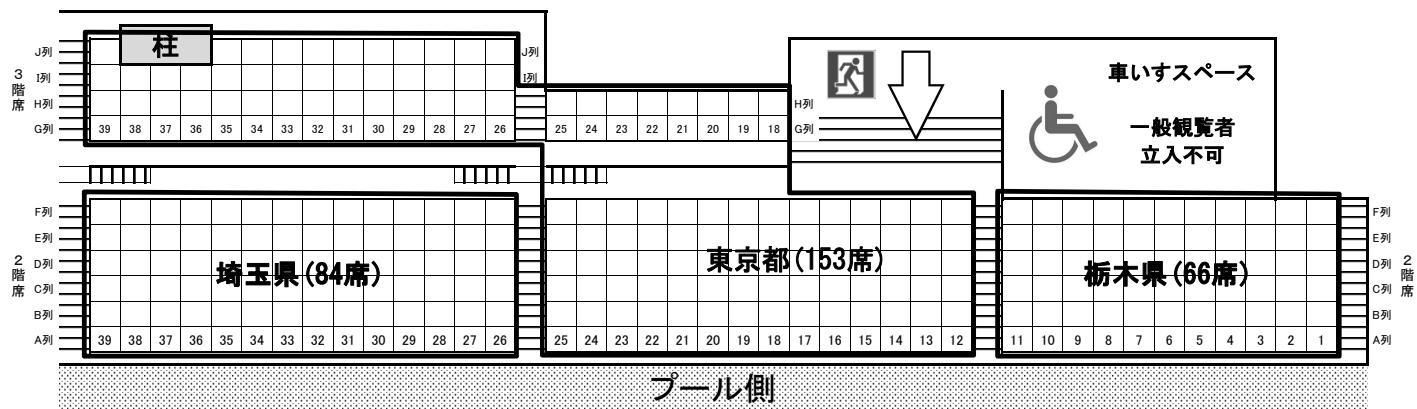 柱
3階席
J列
I列
H列
G列
J列
I列
39 38 37 36 35 34 33 32 31 30 29 28 27 26
25 24 23 22 21 20 19 18
H列
G列
車いすスペース
一般観覧者
立入不可
2階席
F列
E列
D列
C列
B列
A列
埼玉県(84席)
39 38 37 36 35 34 33 32 31 30 29 28 27 26
東京都(153席)
25 24 23 22 21 20 19 18 17 16 15 14 13 12
栃木県(66席)
11 10 9 8 7 6 5 4 3 2 1
F列
E列
D列
C列
B列
A列
2階席
プール側